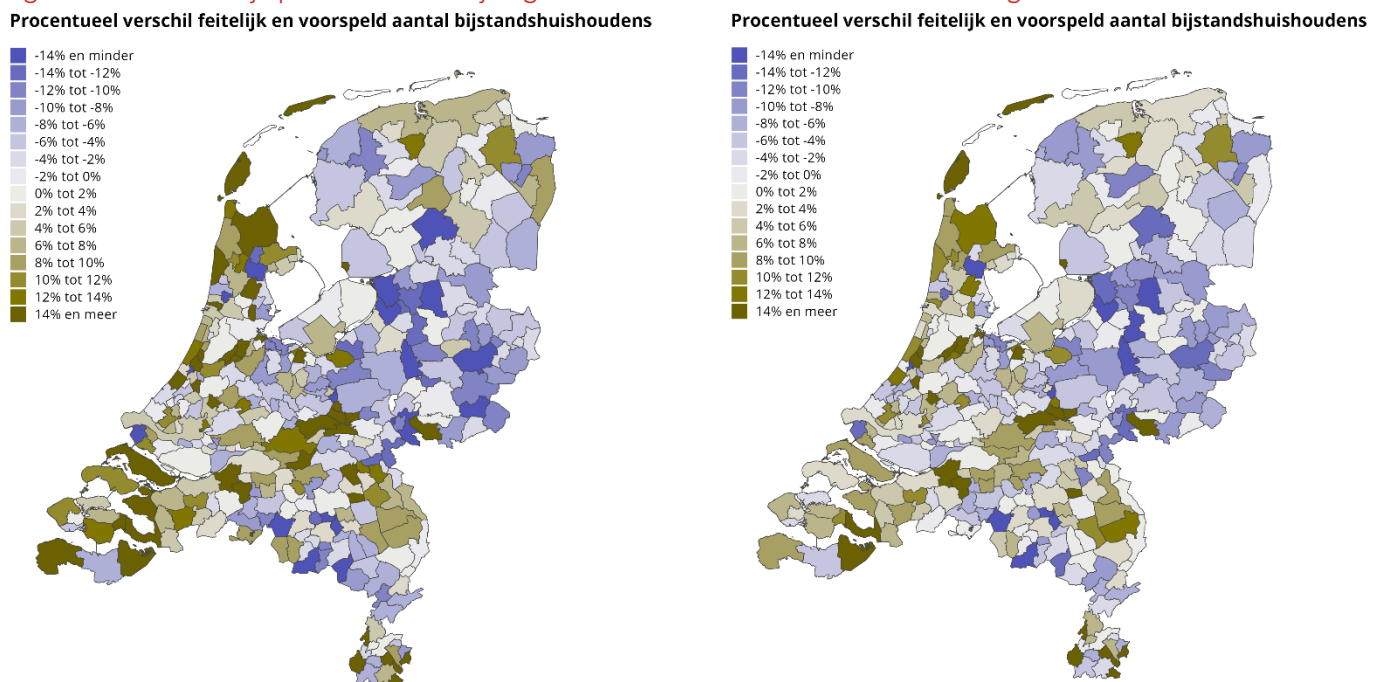 Procentueel verschil feitelijk en voorspeld aantal bijstandshuishoudens
-14% en minder
-14% tot -12%
-12% tot -10%
-10% tot -8%
-8% tot -6%
-6% tot -4%
-4% tot -2%
-2% tot 0%
0% tot 2%
2% tot 4%
4% tot 6%
6% tot 8%
8% tot 10%
10% tot 12%
12% tot 14%
14% en meer
Procentueel verschil feitelijk en voorspeld aantal bijstandshuishoudens
-14% en minder
-14% tot -12%
-12% tot -10%
-10% tot -8%
-8% tot -6%
-6% tot -4%
-4% tot -2%
-2% tot 0%
0% tot 2%
2% tot 4%
4% tot 6%
6% tot 8%
8% tot 10%
10% tot 12%
12% tot 14%
14% en meer